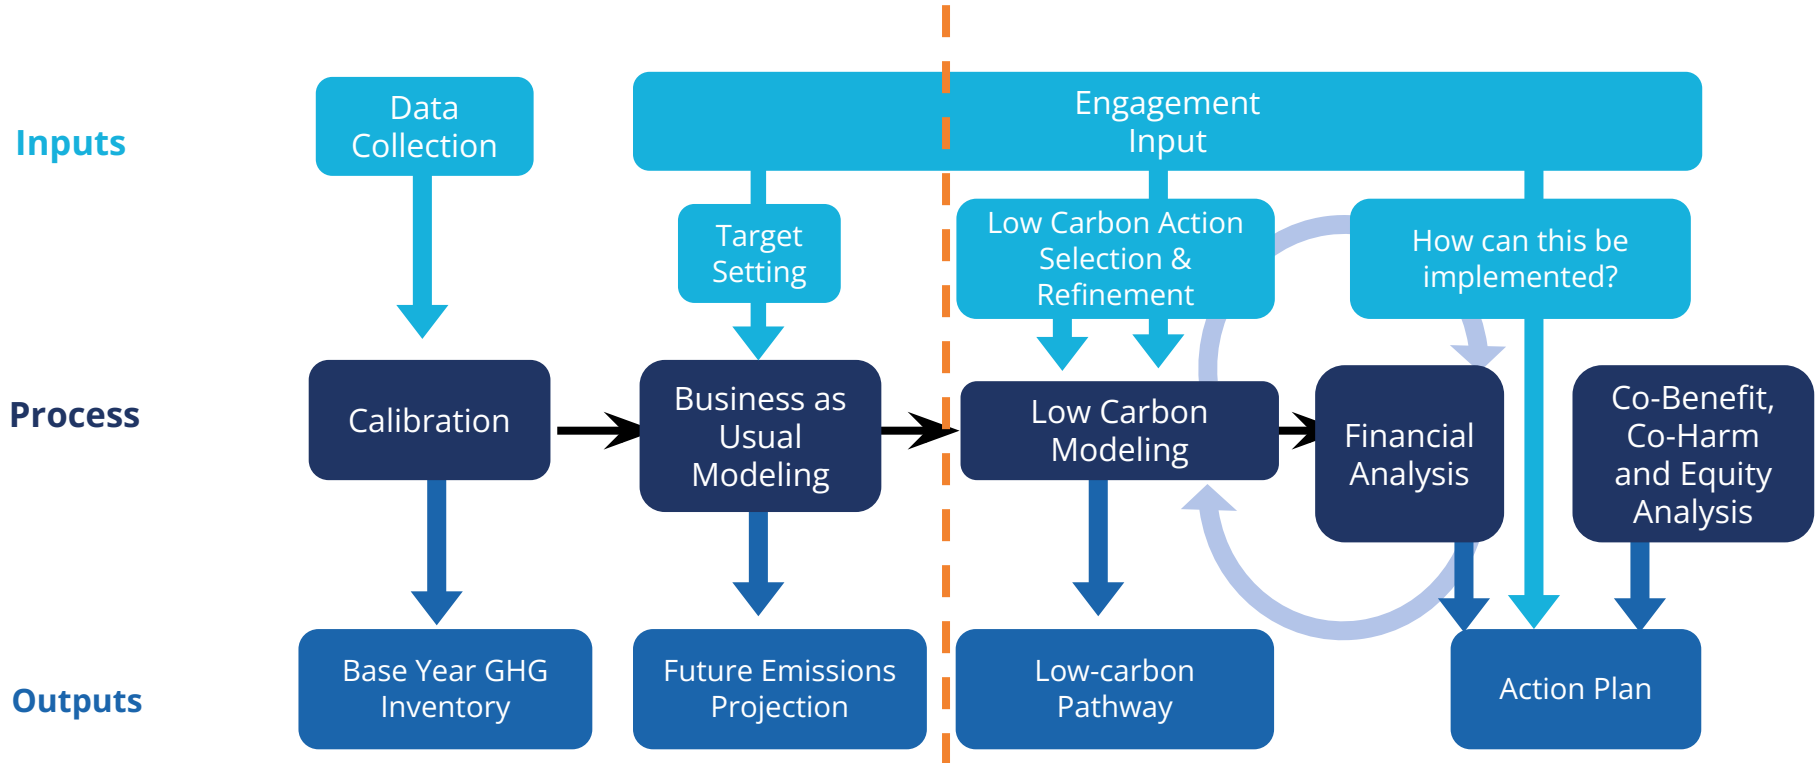 Inputs
Data
Collection
Engagement
Input
Target
Setting
Low Carbon Action
Selection &
Refinement
How can this be
implemented?
Process
Calibration
Business as
Usual
Modeling
Low Carbon
Modeling
Financial
Analysis
Co-Benefit,
Co-Harm
and Equity
Analysis
Outputs
Base Year GHG
Inventory
Future Emissions
Projection
Low-carbon
Pathway
Action Plan